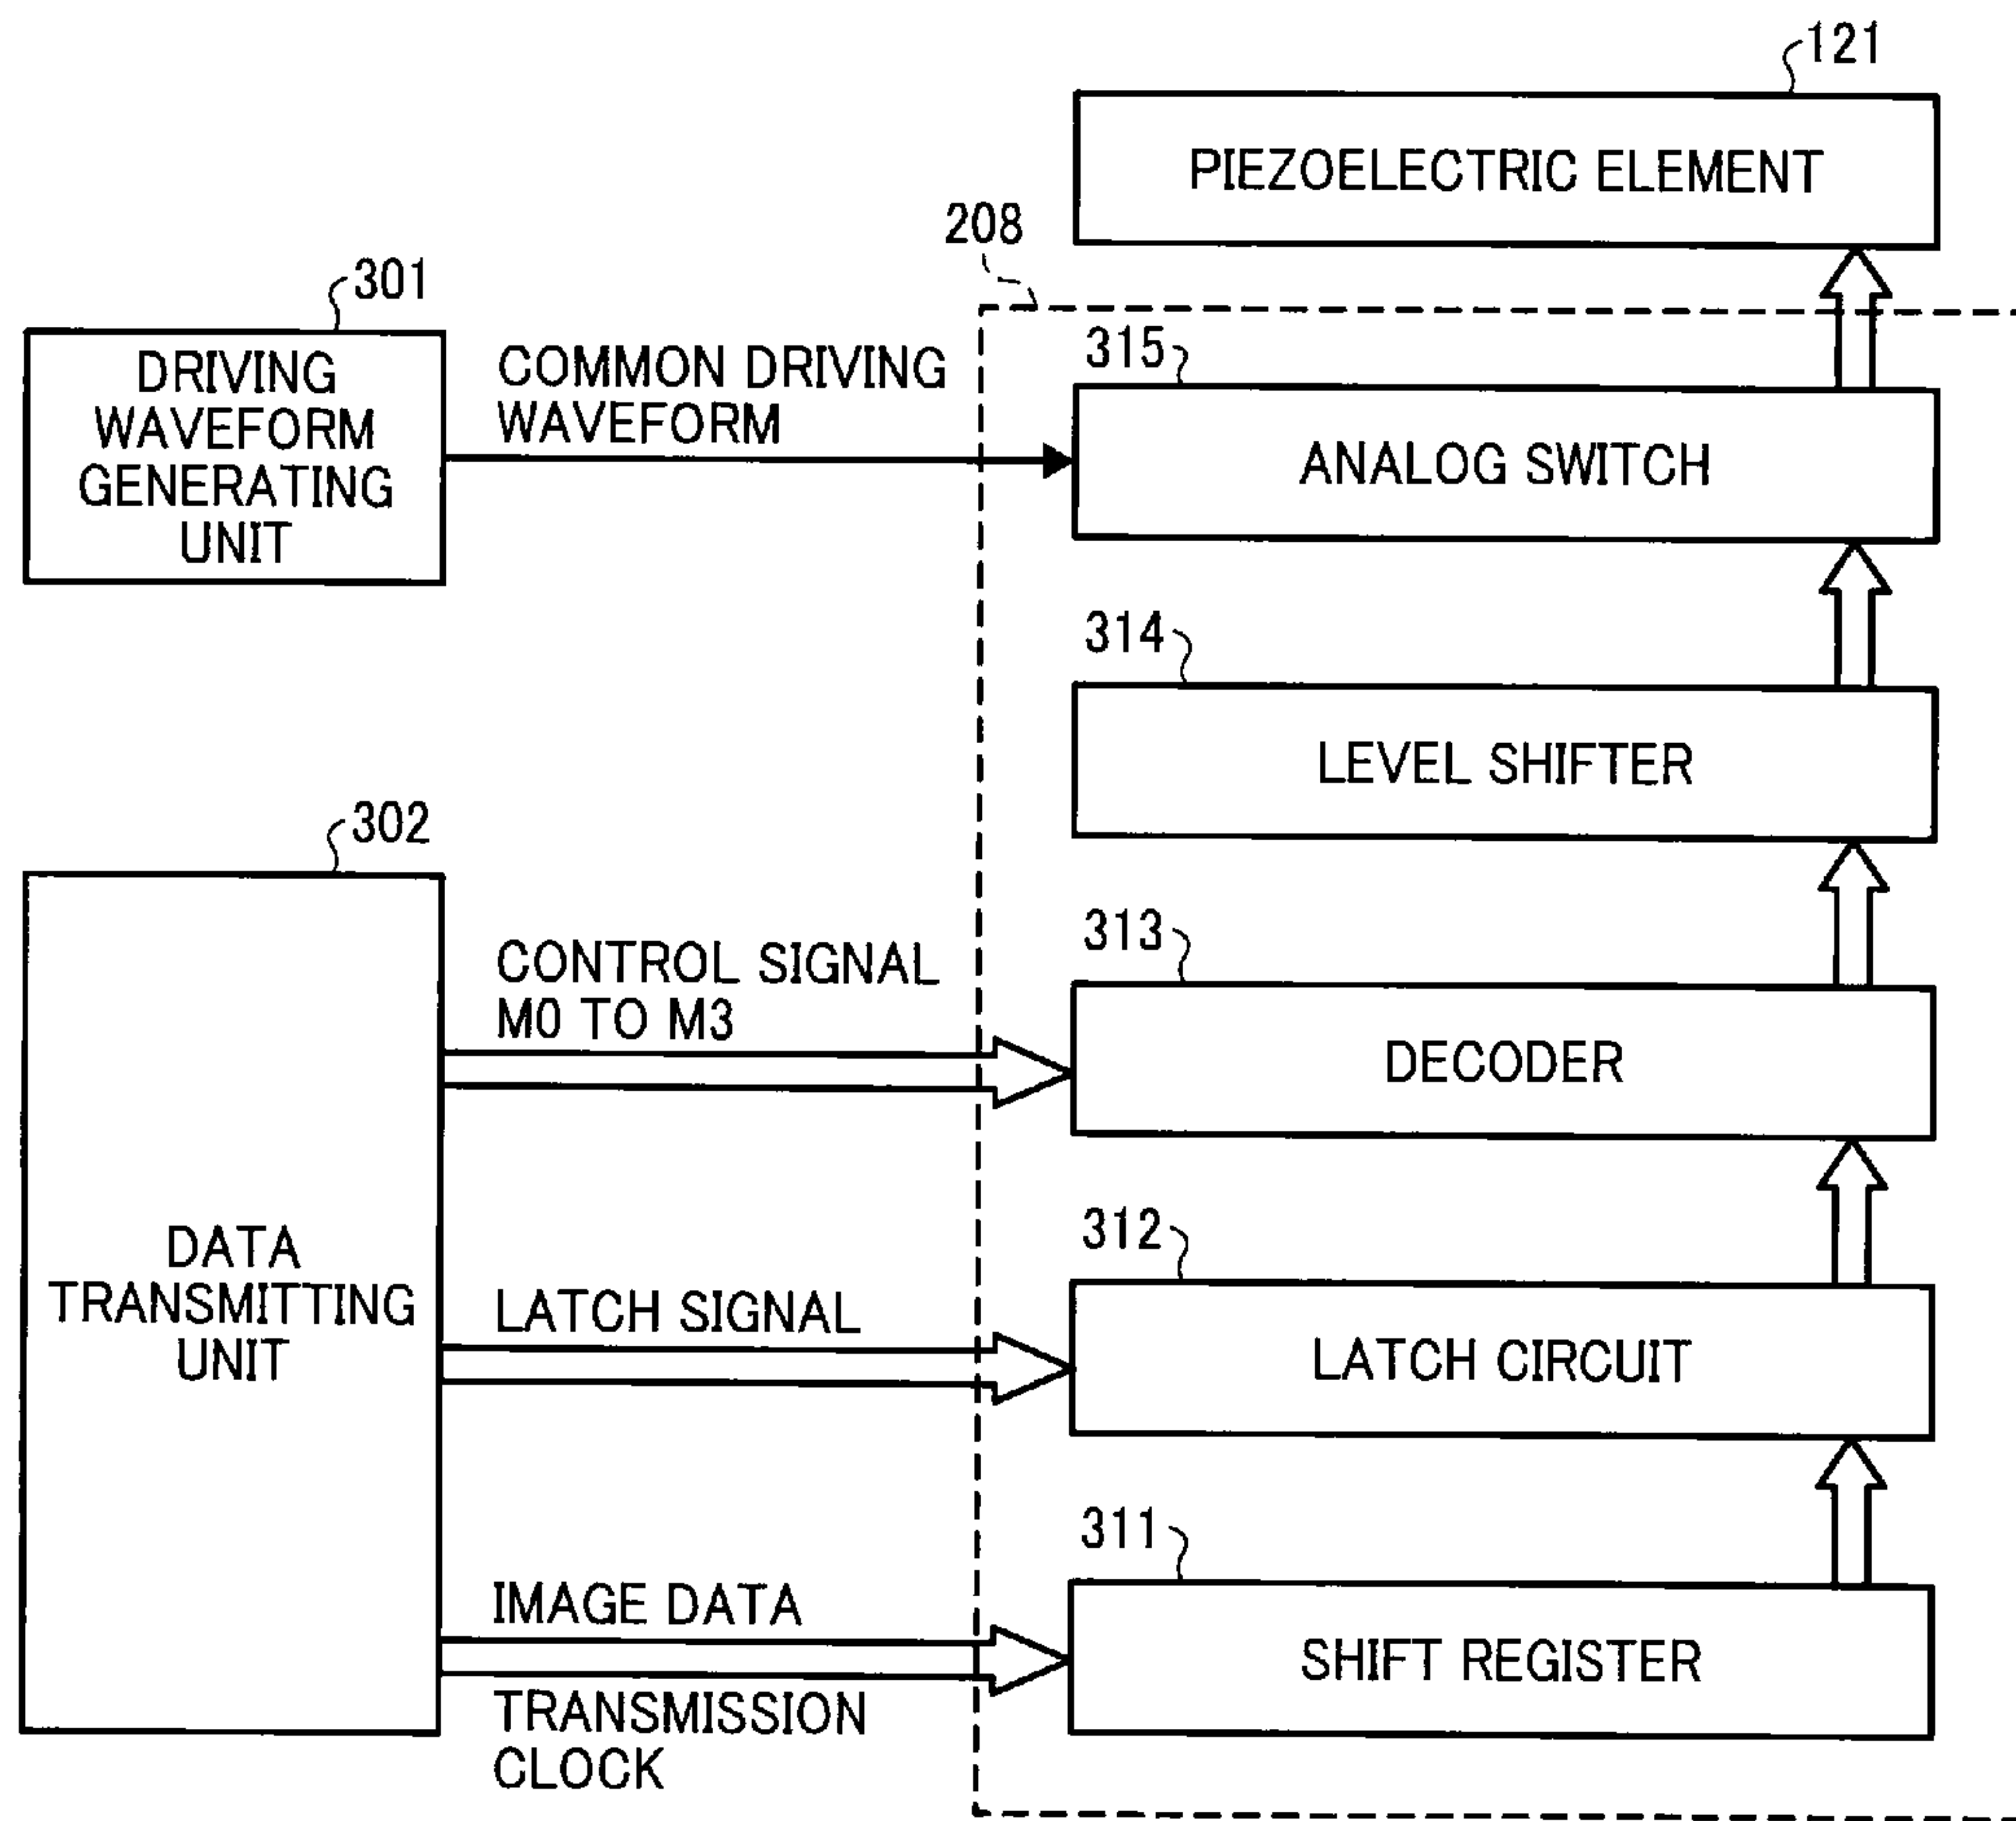 121
PIEZOELECTRIC ELEMENT
208
301
DRIVING
WAVEFORM
GENERATING
UNIT
COMMON DRIVING
WAVEFORM
315
ANALOG SWITCH
314
LEVEL SHIFTER
302
DATA
TRANSMITTING
UNIT
CONTROL SIGNAL
M0 TO M3
313
DECODER
LATCH SIGNAL
312
LATCH CIRCUIT
IMAGE DATA
TRANSMISSION
CLOCK
311
SHIFT REGISTER